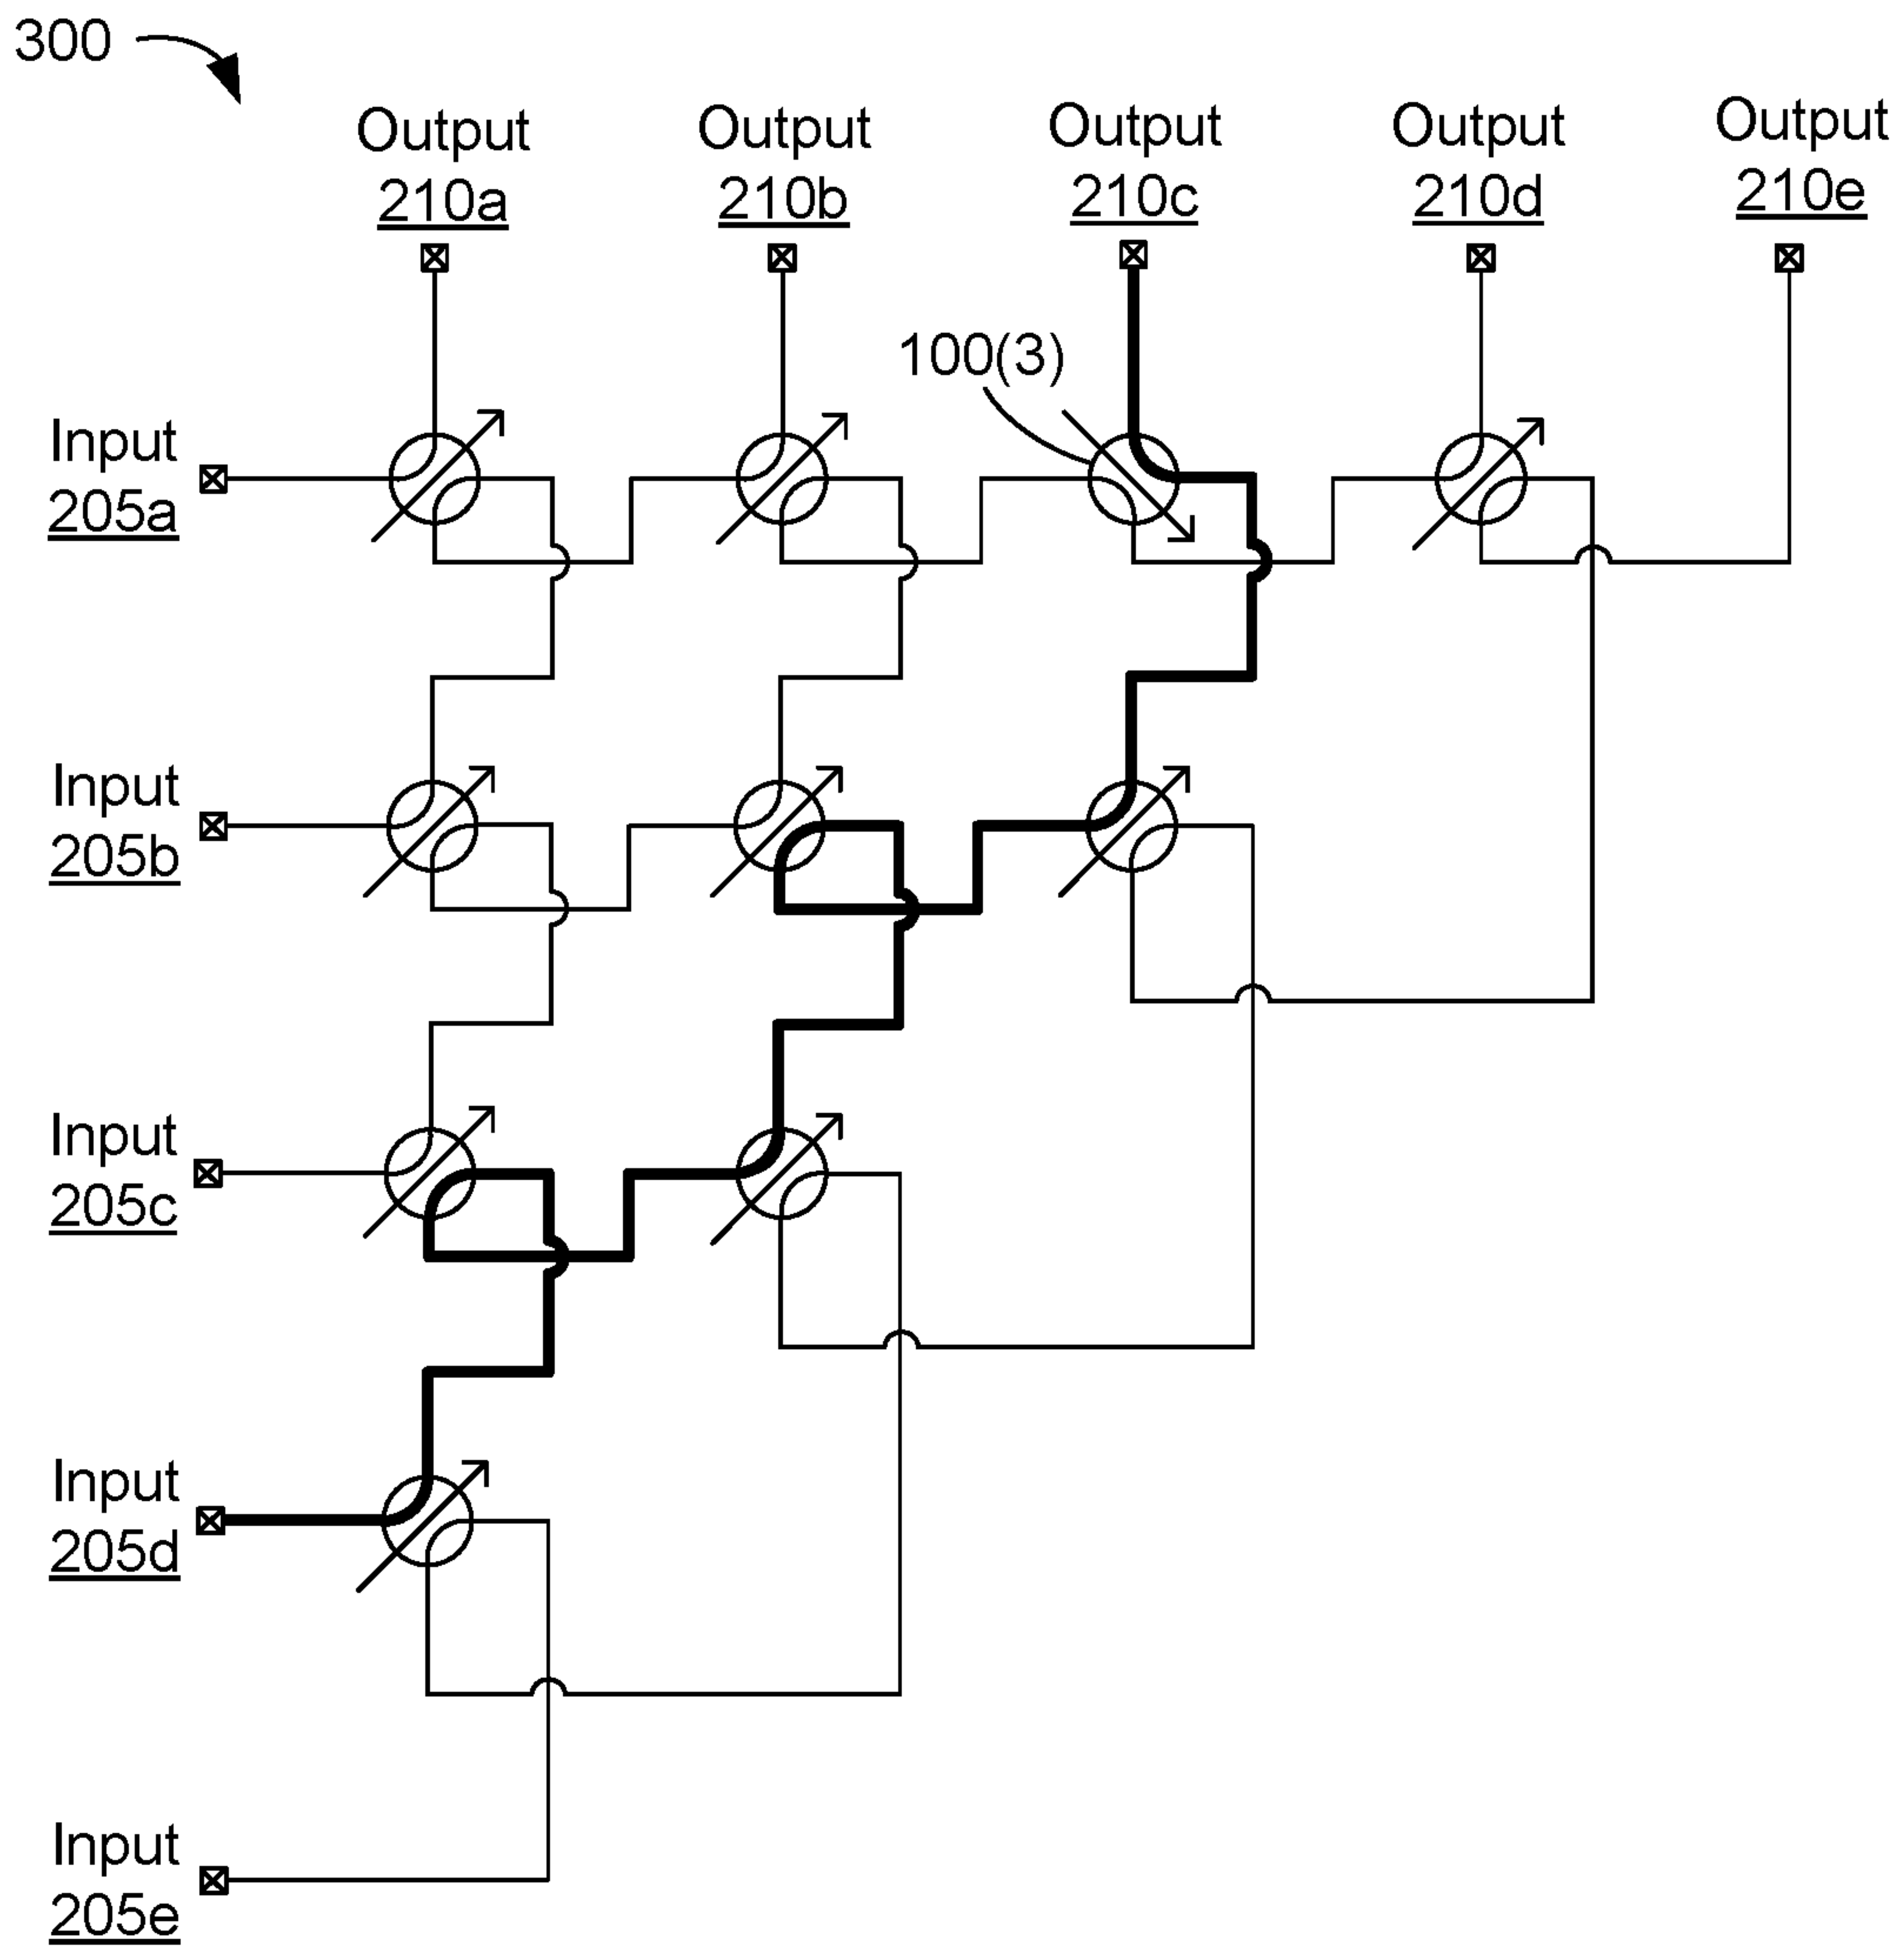 300
Output
210a
Output
210b
Output
210c
Output
210d
Output
210e
100(3)
Input
205a
Input
205b
Input
205c
Input
205d
Input
205e